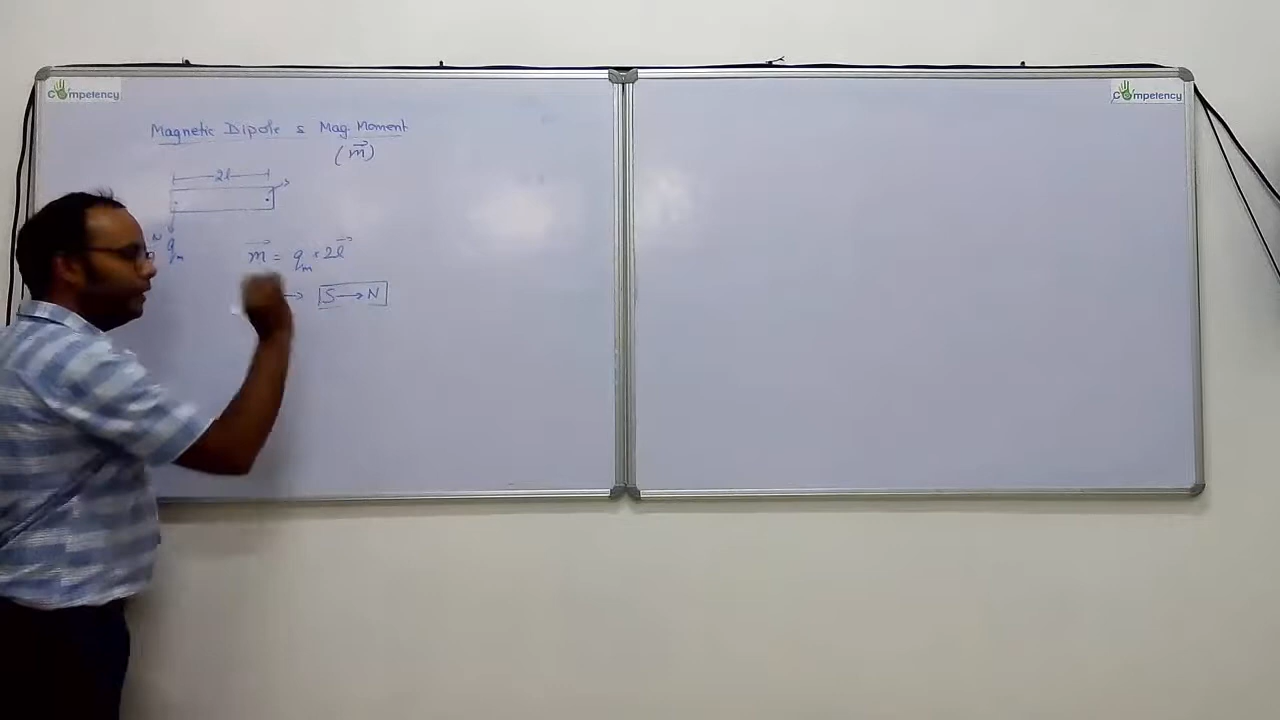 Competency
Competency
Magnetic Dipole & Mag. Moment
(m⃗)
2l
N
qₘ
m⃗ = qₘ × 2l⃗
→ S → N